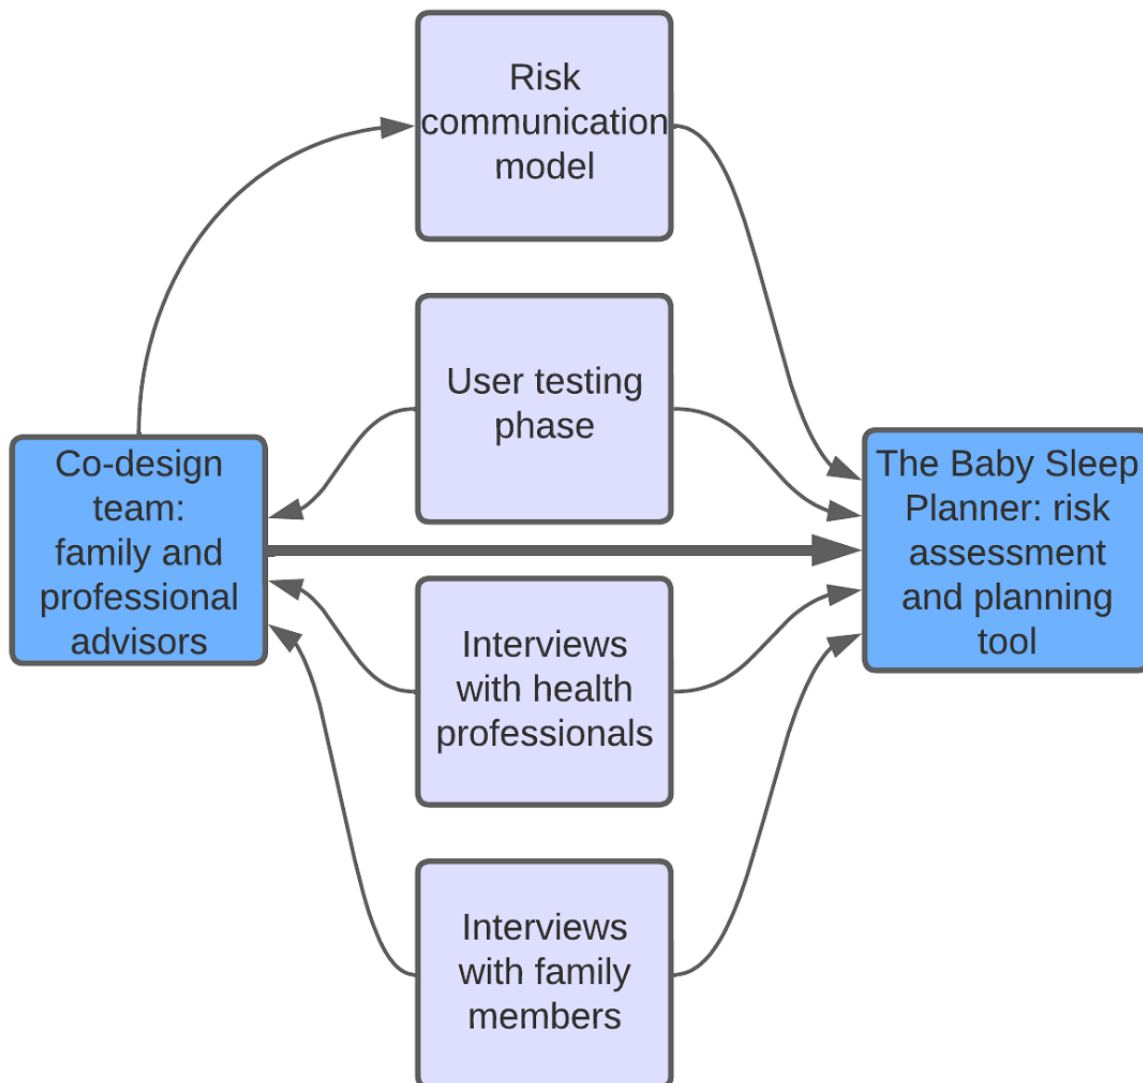 Risk
communication
model
User testing
phase
Co-design
team:
family and
professional
advisors
The Baby Sleep
Planner: risk
assessment
and planning
tool
Interviews
with health
professionals
Interviews
with family
members